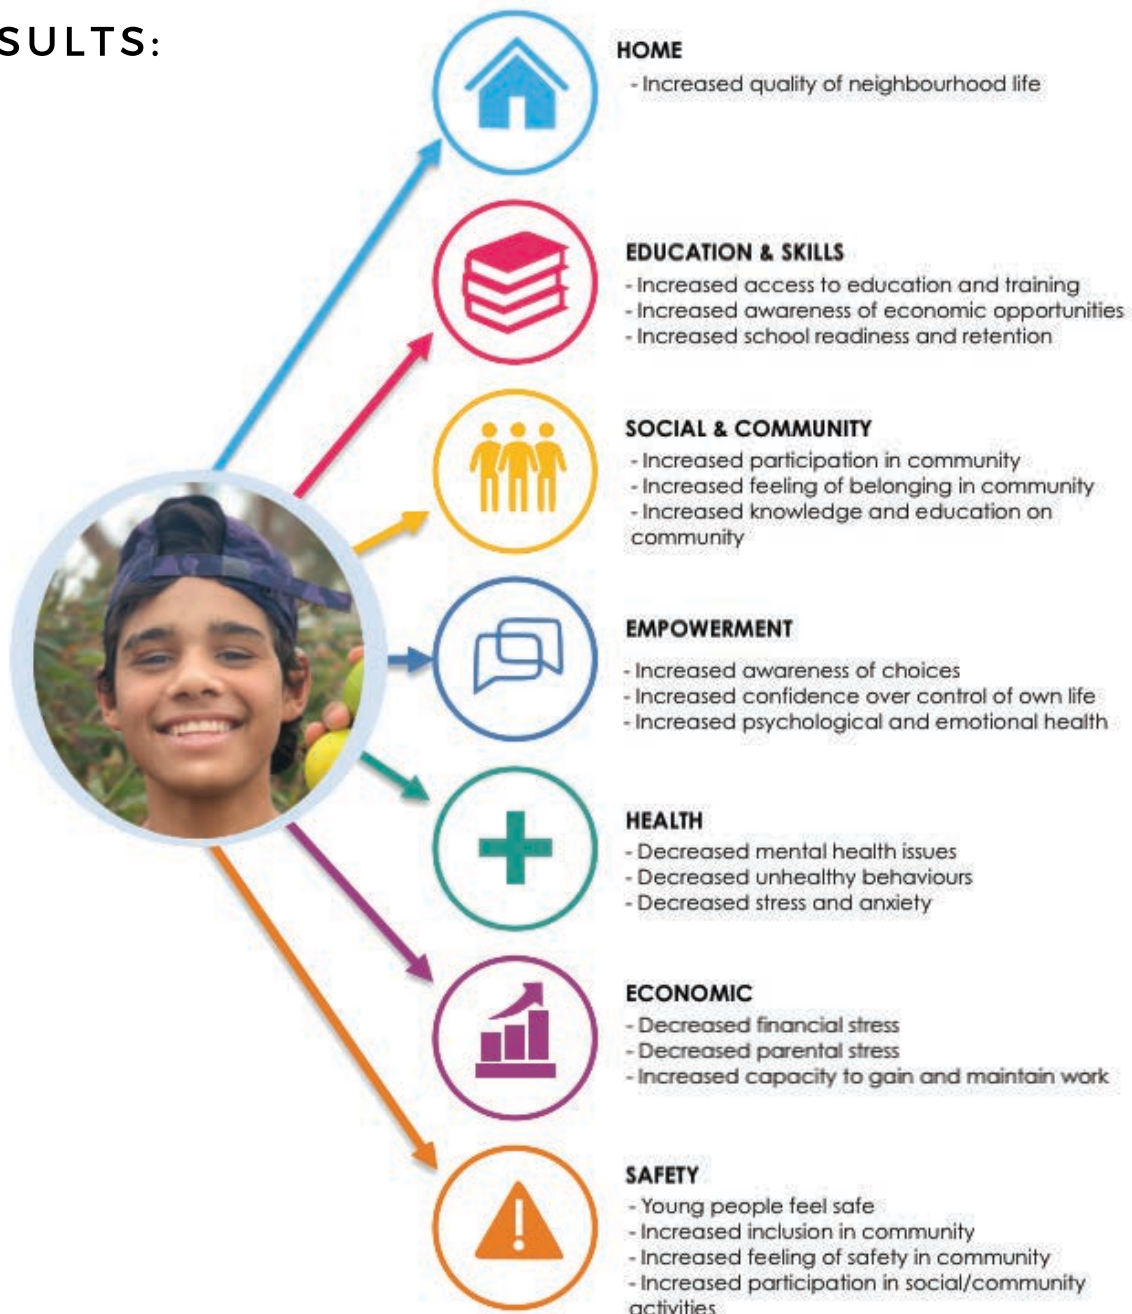 SULTS:
HOME
- Increased quality of neighbourhood life
EDUCATION & SKILLS
- Increased access to education and training
- Increased awareness of economic opportunities
- Increased school readiness and retention
SOCIAL & COMMUNITY
- Increased participation in community
- Increased feeling of belonging in community
- Increased knowledge and education on
community
EMPOWERMENT
- Increased awareness of choices
- Increased confidence over control of own life
- Increased psychological and emotional health
HEALTH
- Decreased mental health issues
- Decreased unhealthy behaviours
- Decreased stress and anxiety
ECONOMIC
- Decreased financial stress
- Decreased parental stress
- Increased capacity to gain and maintain work
SAFETY
- Young people feel safe
- Increased inclusion in community
- Increased feeling of safety in community
- Increased participation in social/community
activities